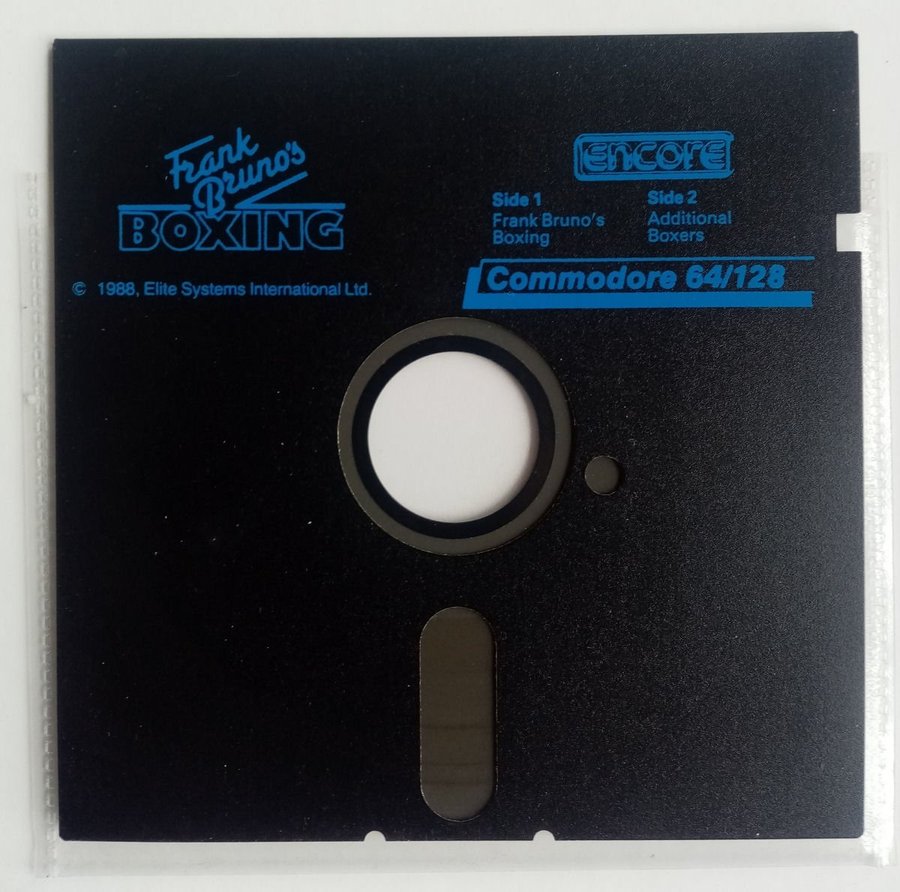 Frank
Bruno's
BOXING
© 1988, Elite Systems International Ltd.
encore
Side 1
Frank Bruno's
Boxing
Side 2
Additional
Boxers
Commodore 64/128